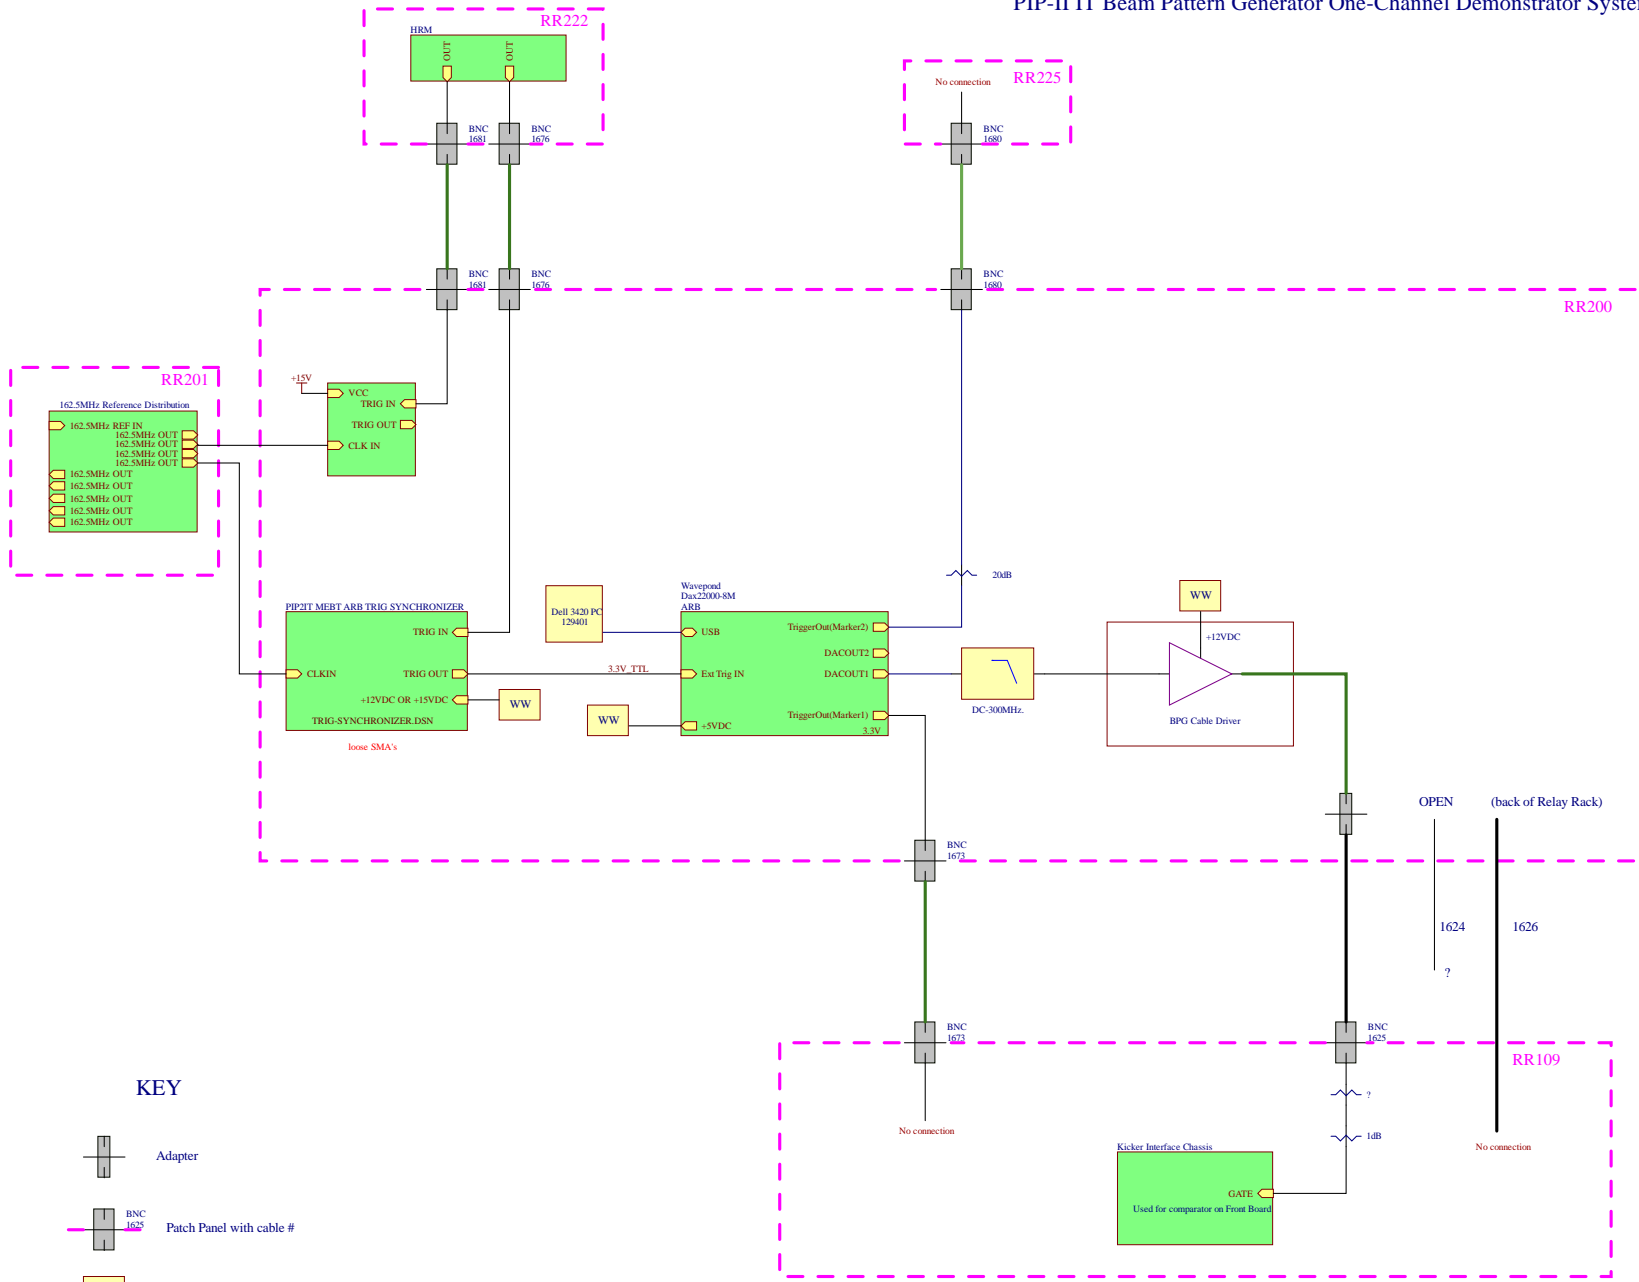 PIP-II IT Beam Pattern Generator One-Channel Demonstrator System
RR222
HRM
OUT
OUT
BNC
1681
BNC
1676
RR225
No connection
BNC
1680
BNC
1681
BNC
1676
BNC
1680
RR200
RR201
162.5MHz Reference Distribution
162.5MHz REF IN
162.5MHz OUT
162.5MHz OUT
162.5MHz OUT
162.5MHz OUT
162.5MHz OUT
162.5MHz OUT
162.5MHz OUT
162.5MHz OUT
162.5MHz OUT
+15V
VCC
TRIG IN
TRIG OUT
CLK IN
20dB
PIP2IT MEBT ARB TRIG SYNCHRONIZER
TRIG IN
CLKIN
TRIG OUT
+12VDC OR +15VDC
TRIG-SYNCHRONIZER.DSN
loose SMA's
WW
Dell 3420 PC
129401
3.3V_TTL
WW
Wavepond
Dax22000-8M
ARB
USB
TriggerOut(Marker2)
DACOUT2
Ext Trig IN
DACOUT1
TriggerOut(Marker1)
+5VDC
3.3V
DC-300MHz.
WW
+12VDC
BPG Cable Driver
OPEN
(back of Relay Rack)
BNC
1673
1624
1626
?
BNC
1673
BNC
1625
RR109
?
1dB
No connection
No connection
Kicker Interface Chassis
GATE
Used for comparator on Front Board
KEY
Adapter
BNC
1625
Patch Panel with cable #